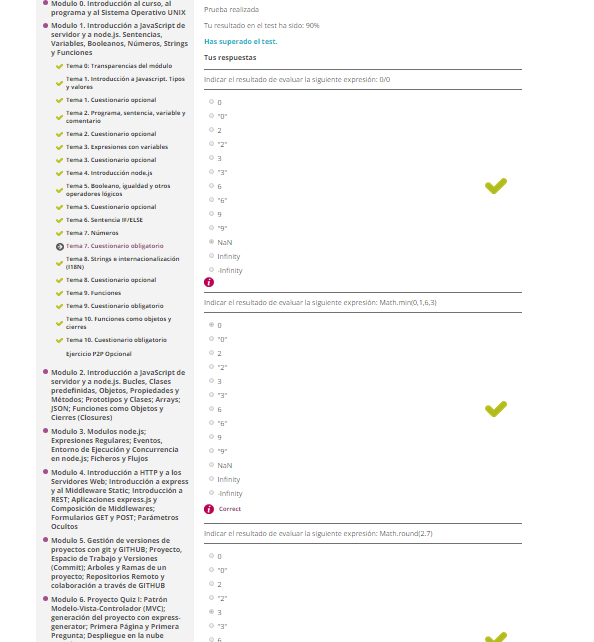 Modulo 0. Introducción al curso, al
programa y al Sistema Operativo UNIX
Modulo 1. Introducción a JavaScript de
servidor y a node.js. Sentencias,
Variables, Booleanos, Números, Strings
y Funciones
Tema 0: Transparencias del módulo
Tema 1. Introducción a Javascript. Tipos
y valores
Tema 1. Cuestionario opcional
Tema 2. Programa, sentencia, variable y
comentario
Tema 2. Cuestionario opcional
Tema 3. Expresiones con variables
Tema 3. Cuestionario opcional
Tema 4. Introducción node.js
Tema 5. Booleano, igualdad y otros
operadores lógicos
Tema 5. Cuestionario opcional
Tema 6. Sentencia IF/ELSE
Tema 7. Números
Tema 7. Cuestionario obligatorio
Tema 8. Strings e internacionalización
(I18N)
Tema 8. Cuestionario opcional
Tema 9. Funciones
Tema 9. Cuestionario obligatorio
Tema 10. Funciones como objetos y
cierres
Tema 10. Cuestionario obligatorio
Ejercicio P2P Opcional
Modulo 2. Introducción a JavaScript de
servidor y a node.js. Bucles, Clases
predefinidas, Objetos, Propiedades y
Métodos; Prototipos y Clases; Arrays;
JSON; Funciones como Objetos y
Cierres (Closures)
Modulo 3. Modulos node.js;
Expresiones Regulares; Eventos,
Entorno de Ejecución y Concurrencia
en node.js; Ficheros y Flujos
Modulo 4. Introducción a HTTP y a los
Servidores Web; Introducción a express
y al Middleware Static; Introducción a
REST; Aplicaciones express.js y
Composición de Middlewares;
Formularios GET y POST; Parámetros
Ocultos
Modulo 5. Gestión de versiones de
proyectos con git y GITHUB; Proyecto,
Espacio de Trabajo y Versiones
(Commit); Arboles y Ramas de un
proyecto; Repositorios Remoto y
colaboración a través de GITHUB
Modulo 6. Proyecto Quiz I: Patrón
Modelo-Vista-Controlador (MVC);
generación del proyecto con express-
generator; Primera Página y Primera
Pregunta; Despliegue en la nube
Prueba realizada
Tu resultado en el test ha sido: 90%
Has superado el test.
Tus respuestas
Indicar el resultado de evaluar la siguiente expresión: 0/0
0
"0"
2
"2"
3
"3"
6
"6"
9
"9"
NaN
Infinity
-Infinity
i
Indicar el resultado de evaluar la siguiente expresión: Math.min(0,1,6,3)
0
"0"
2
"2"
3
"3"
6
"6"
9
"9"
NaN
Infinity
-Infinity
i Correct
Indicar el resultado de evaluar la siguiente expresión: Math.round(2.7)
0
"0"
2
"2"
3
"3"
6